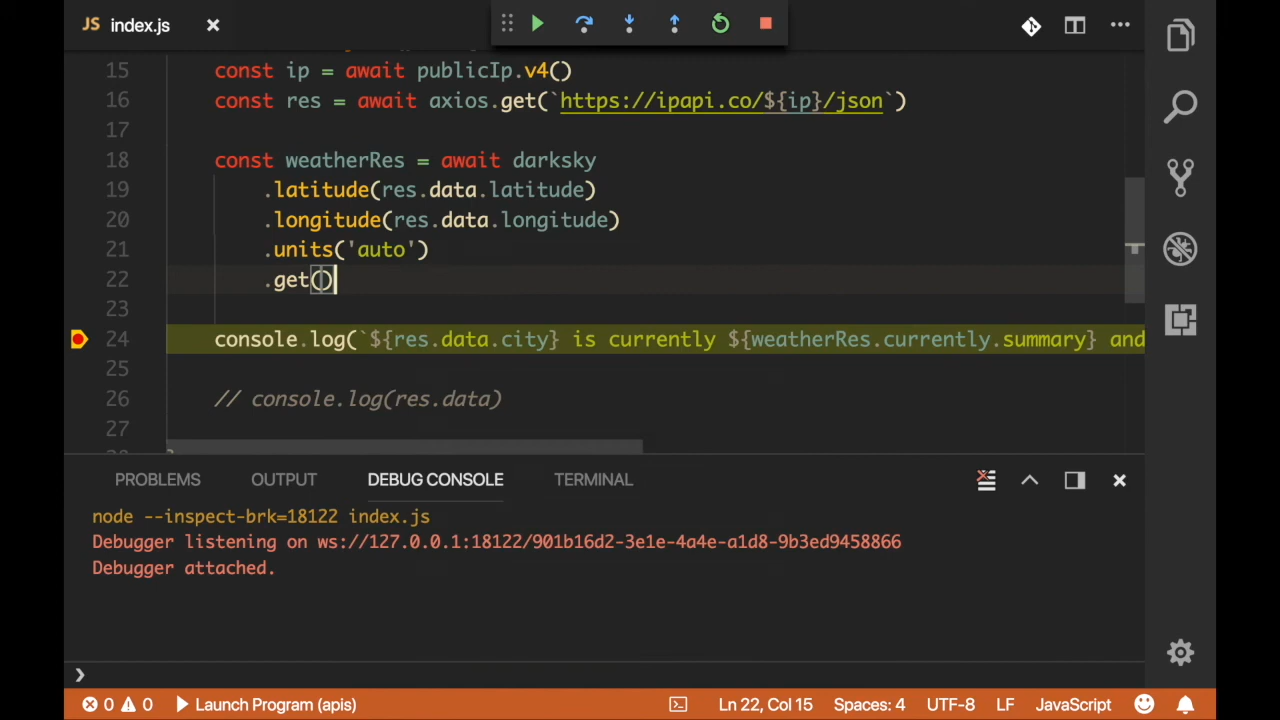 JS index.js
15 const ip = await publicIp.v4()
16 const res = await axios.get(`https://ipapi.co/${ip}/json`)
17
18 const weatherRes = await darksky
19 .latitude(res.data.latitude)
20 .longitude(res.data.longitude)
21 .units('auto')
22 .get()
23
24 console.log(`${res.data.city} is currently ${weatherRes.currently.summary} and
25
26 // console.log(res.data)
27
PROBLEMS OUTPUT DEBUG CONSOLE TERMINAL
node --inspect-brk=18122 index.js
Debugger listening on ws://127.0.0.1:18122/901b16d2-3e1e-4a4e-a1d8-9b3ed9458866
Debugger attached.
❯
0 0 Launch Program (apis) Ln 22, Col 15 Spaces: 4 UTF-8 LF JavaScript